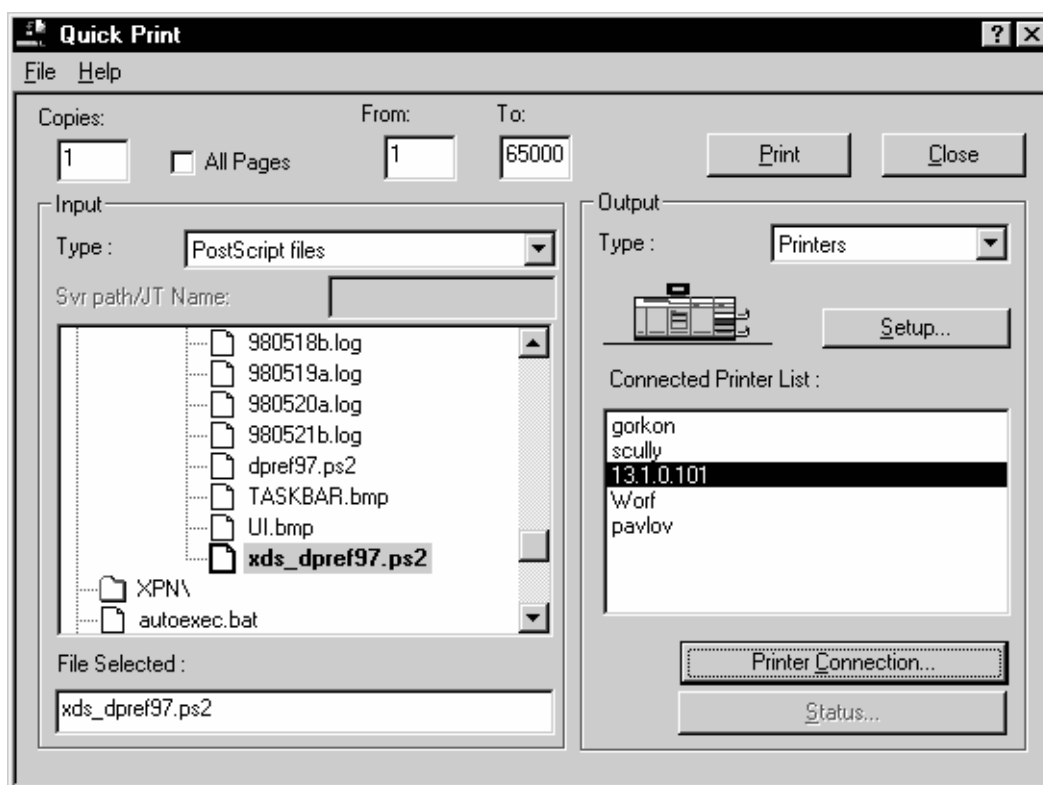 Quick Print
File Help
Copies: From: To:
1 All Pages 1 65000 Print Close
Input
Type : PostScript files
Svr path/JT Name:
980518b.log
980519a.log
980520a.log
980521b.log
dpref97.ps2
TASKBAR.bmp
UI.bmp
xds_dpref97.ps2
XPN\
autoexec.bat
File Selected :
xds_dpref97.ps2
Output
Type : Printers
Setup...
Connected Printer List :
gorkon
scully
13.1.0.101
Worf
pavlov
Printer Connection...
Status...